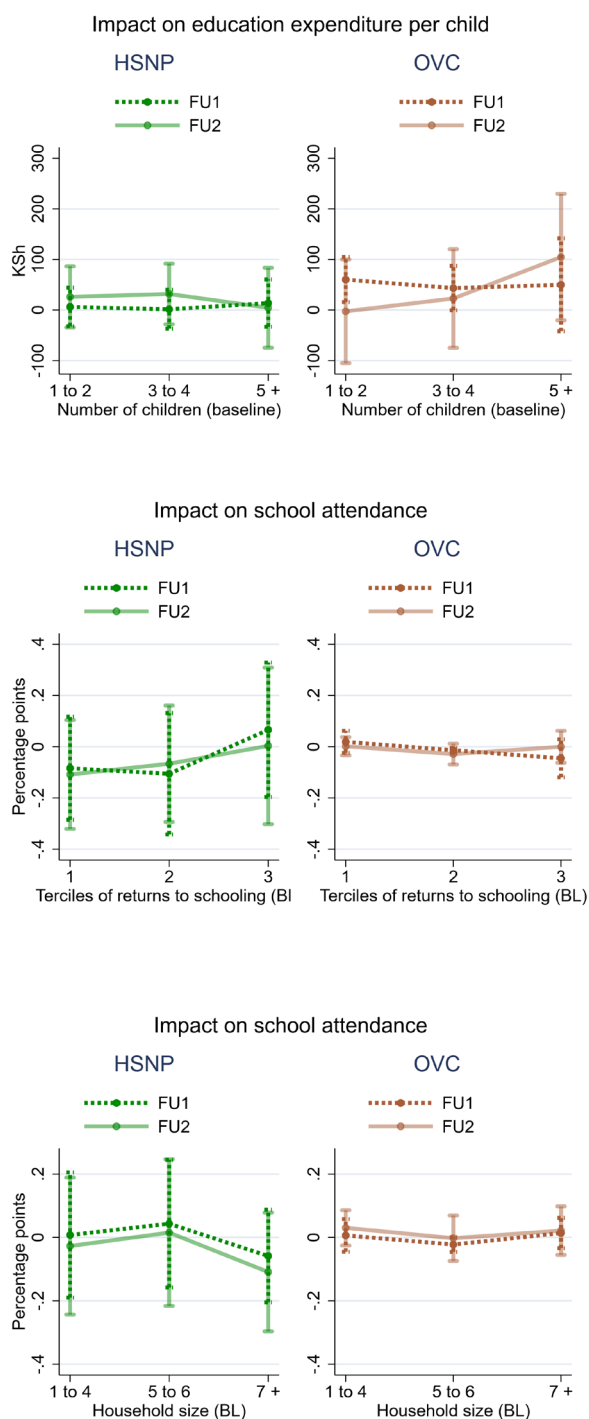 Impact on education expenditure per child
HSNP
OVC
FU1
FU2
FU1
FU2
KSh
300
200
100
0
-100
300
200
100
0
-100
1 to 2
3 to 4
5 +
1 to 2
3 to 4
5 +
Number of children (baseline)
Number of children (baseline)
Impact on school attendance
HSNP
OVC
FU1
FU2
FU1
FU2
Percentage points
.4
.2
0
-.2
-.4
.4
.2
0
-.2
-.4
1
2
3
1
2
3
Terciles of returns to schooling (Bl
Terciles of returns to schooling (BL)
Impact on school attendance
HSNP
OVC
FU1
FU2
FU1
FU2
Percentage points
.2
0
-.2
-.4
.2
0
-.2
-.4
1 to 4
5 to 6
7 +
1 to 4
5 to 6
7 +
Household size (BL)
Household size (BL)